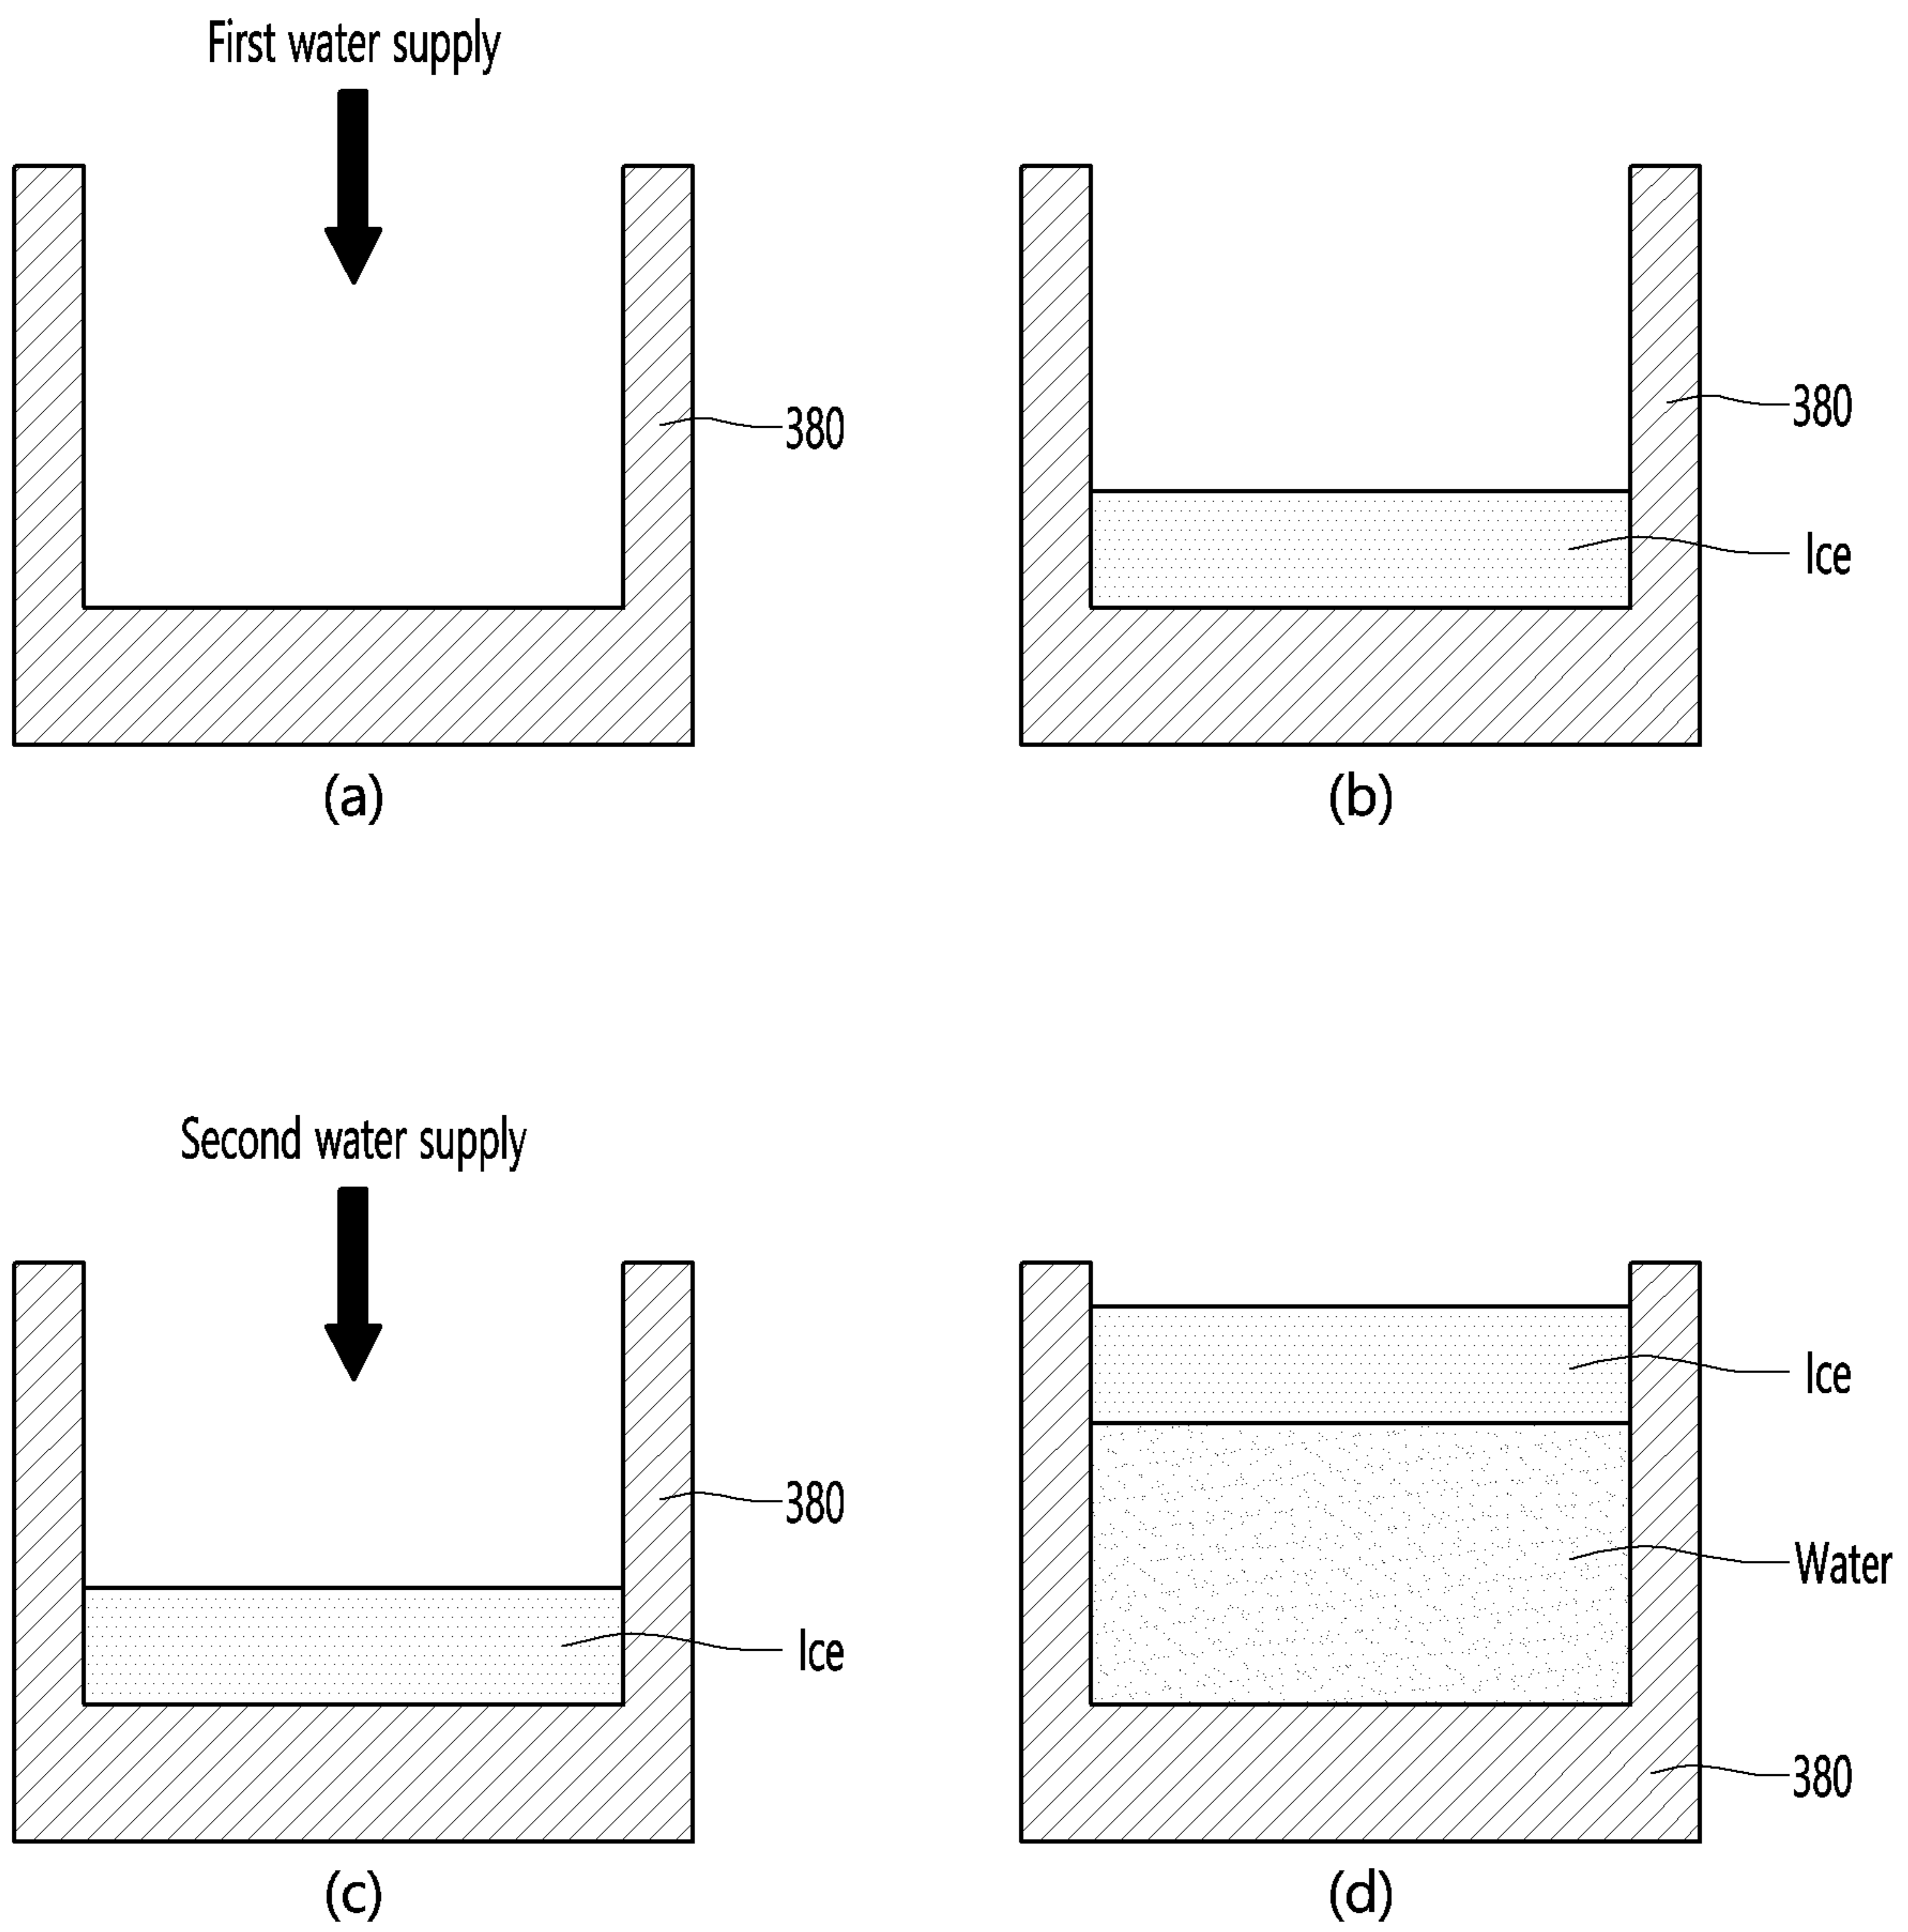 First water supply
380
(a)
380
Ice
(b)
Second water supply
380
Ice
(c)
Ice
Water
380
(d)